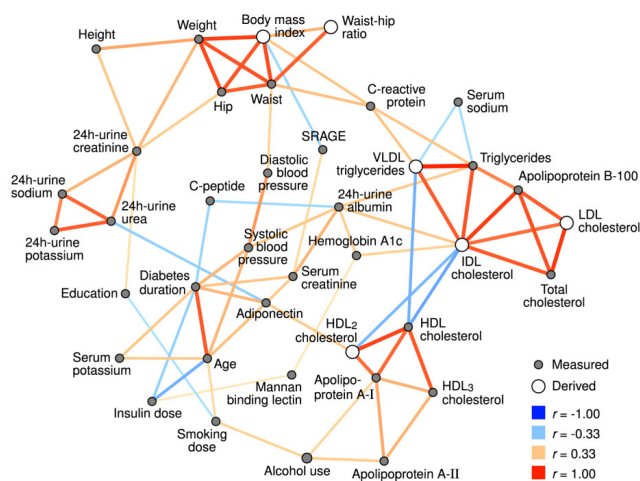 Height
Weight
Body mass
index
Waist-hip
ratio
Hip
Waist
C-reactive
protein
Serum
sodium
24h-urine
creatinine
SRAGE
VLDL
triglycerides
Triglycerides
Diastolic
blood
pressure
Apolipoprotein B-100
24h-urine
sodium
24h-urine
urea
C-peptide
24h-urine
albumin
LDL
cholesterol
24h-urine
potassium
Systolic
blood
pressure
Hemoglobin A1c
IDL
cholesterol
Total
cholesterol
Education
Diabetes
duration
Serum
creatinine
Adiponectin
HDL2
cholesterol
HDL
cholesterol
Serum
potassium
Age
Mannan
binding lectin
Apolipo-
protein A-I
HDL3
cholesterol
Insulin dose
Smoking
dose
Alcohol use
Apolipoprotein A-II
Measured
Derived
r = -1.00
r = -0.33
r = 0.33
r = 1.00